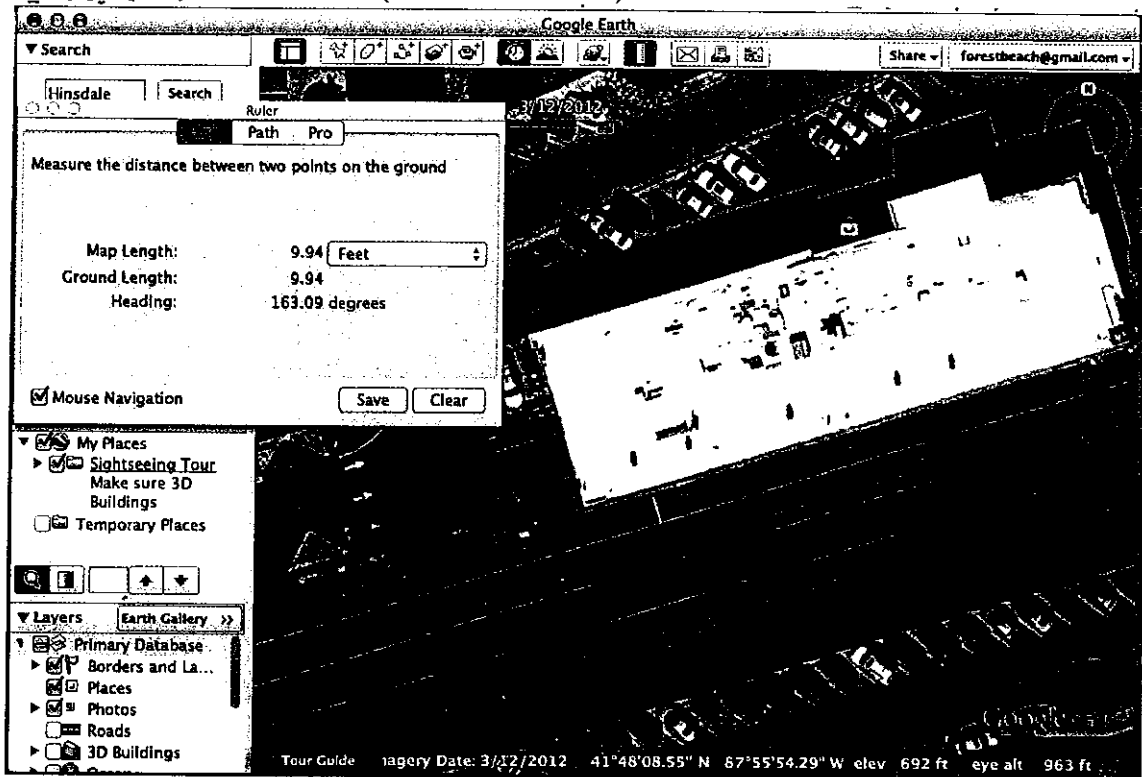 Google Earth
▼ Search
Share forestbeach@gmail.com
Hinsdale Search
Ruler
3/12/2012
N
Path Pro
Measure the distance between two points on the ground
Map Length: 9.94 Feet
Ground Length: 9.94
Heading: 163.09 degrees
Mouse Navigation Save Clear
My Places
Sightseeing Tour
Make sure 3D
Buildings
Temporary Places
Layers Earth Gallery >>
Primary Database
Borders and La...
Places
Photos
Roads
3D Buildings
Google earth
Tour Guide magery Date: 3/12/2012 41°48'08.55" N 87°55'54.29" W elev 692 ft eye alt 963 ft